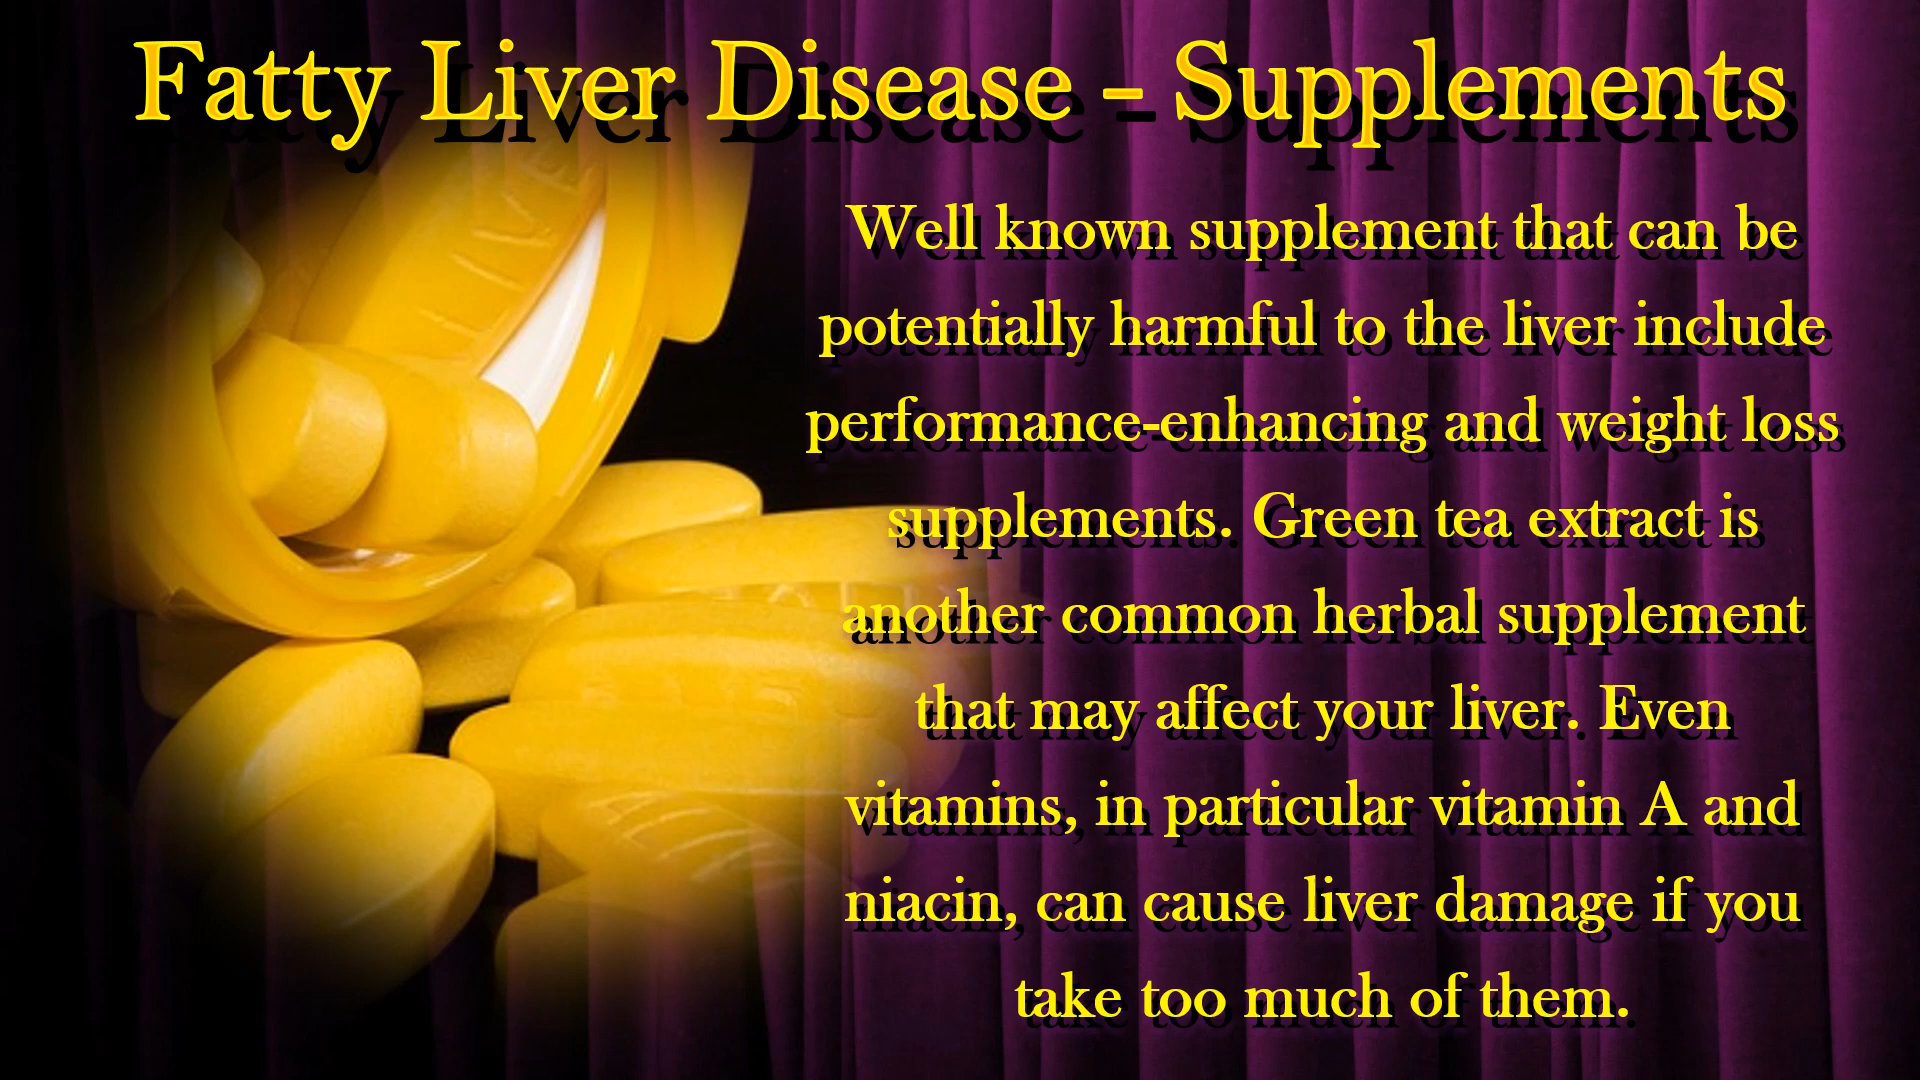 Fatty Liver Disease - Supplements
Well known supplement that can be
potentially harmful to the liver include
performance-enhancing and weight loss
supplements. Green tea extract is
another common herbal supplement
that may affect your liver. Even
vitamins, in particular vitamin A and
niacin, can cause liver damage if you
take too much of them.